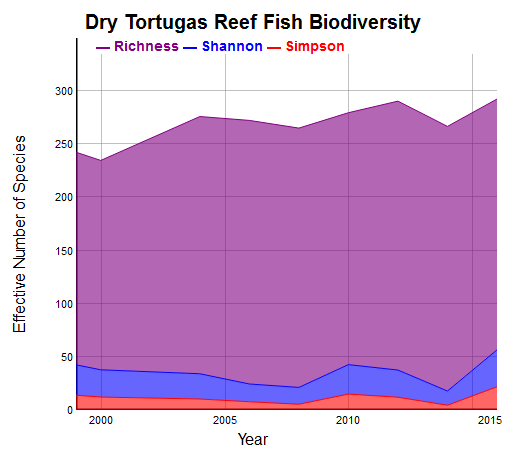 Dry Tortugas Reef Fish Biodiversity
Richness Shannon Simpson
300
250
200
150
100
50
0
Effective Number of Species
2000 2005 2010 2015
Year